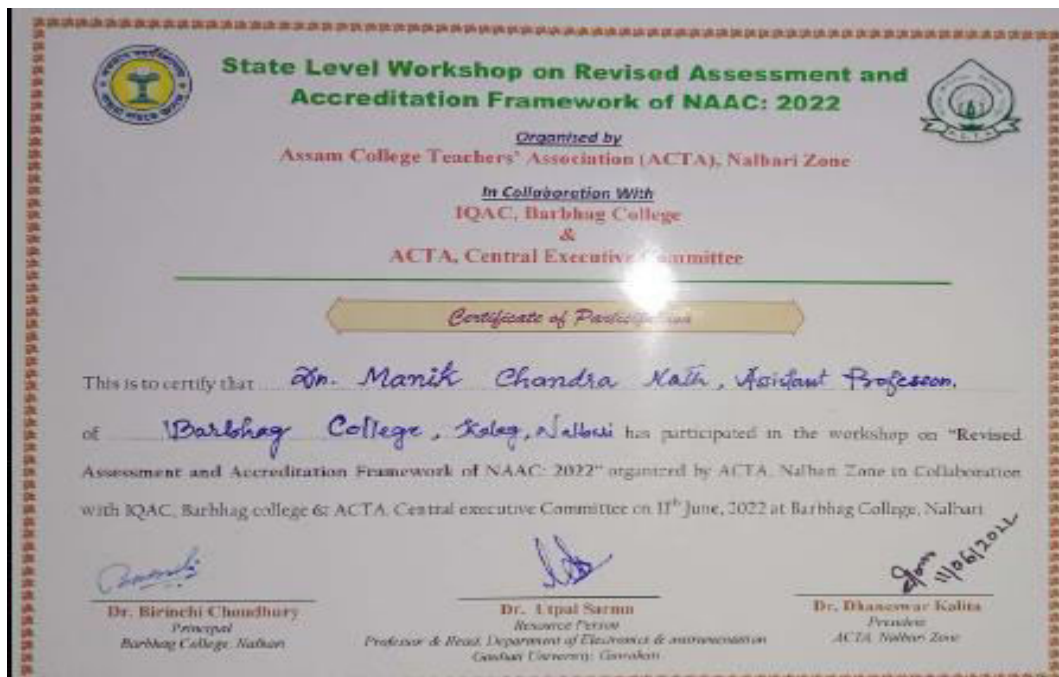 State Level Workshop on Revised Assessment and
Accreditation Framework of NAAC: 2022
Organised by
Assam College Teachers' Association (ACTA), Nalbari Zone
In Collaboration With
IQAC, Barbhag College
&
ACTA, Central Executive Committee
Certificate of Participation
This is to certify that Dr. Manik Chandra Nath, Assistant Professor.
of Barbhag College, Kalag, Nalbari has participated in the workshop on "Revised
Assessment and Accreditation Framework of NAAC: 2022" organized by ACTA, Nalbari Zone in Collaboration
with IQAC, Barbhag college & ACTA, Central executive Committee on 11th June, 2022 at Barbhag College, Nalbari
11/06/2022
Dr. Birinchi Choudhury
Principal
Barbhag College, Nalbari
Dr. Utpal Sarma
Resource Person
Professor & Head, Department of Electronics & instrumentation
Gauhati University, Guwahati
Dr. Dhaneswar Kalita
President
ACTA, Nalbari Zone